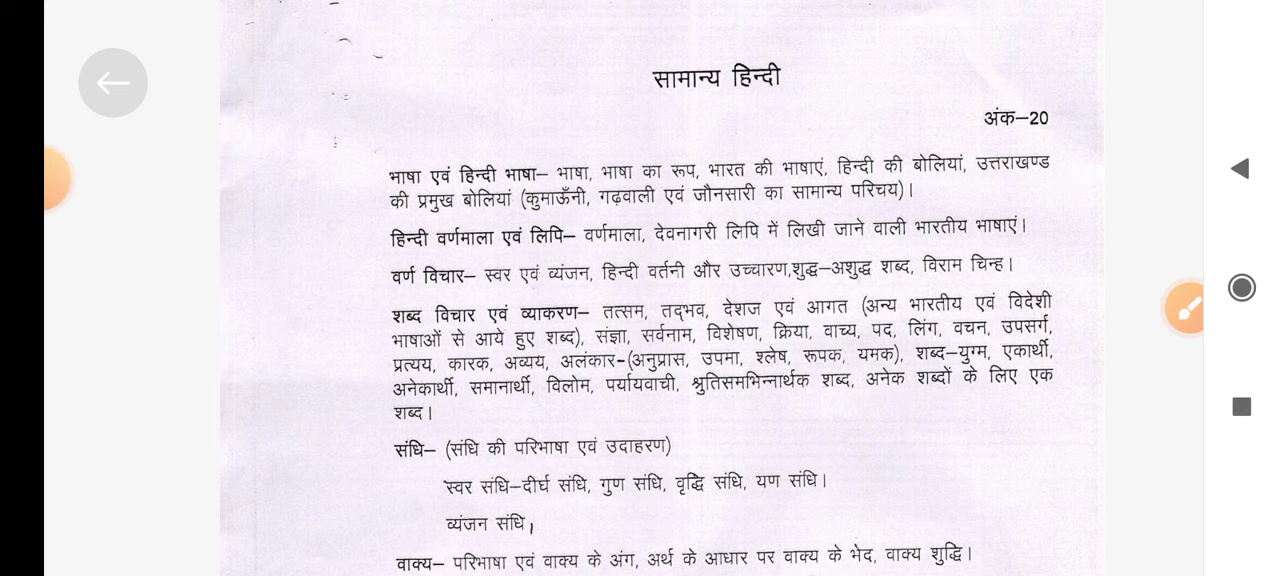 सामान्य हिन्दी
अंक–20
भाषा एवं हिन्दी भाषा– भाषा, भाषा का रूप, भारत की भाषाएं, हिन्दी की बोलियां, उत्तराखण्ड
की प्रमुख बोलियां (कुमाऊँनी, गढ़वाली एवं जौनसारी का सामान्य परिचय)।
हिन्दी वर्णमाला एवं लिपि– वर्णमाला, देवनागरी लिपि में लिखी जाने वाली भारतीय भाषाएं।
वर्ण विचार– स्वर एवं व्यंजन, हिन्दी वर्तनी और उच्चारण,शुद्ध–अशुद्ध शब्द, विराम चिन्ह।
शब्द विचार एवं व्याकरण– तत्सम, तद्भव, देशज एवं आगत (अन्य भारतीय एवं विदेशी
भाषाओं से आये हुए शब्द), संज्ञा, सर्वनाम, विशेषण, क्रिया, वाच्य, पद, लिंग, वचन, उपसर्ग,
प्रत्यय, कारक, अव्यय, अलंकार-(अनुप्रास, उपमा, श्लेष, रूपक, यमक), शब्द–युग्म, एकार्थी,
अनेकार्थी, समानार्थी, विलोम, पर्यायवाची, श्रुतिसमभिन्नार्थक शब्द, अनेक शब्दों के लिए एक
शब्द।
संधि– (संधि की परिभाषा एवं उदाहरण)
स्वर संधि–दीर्घ संधि, गुण संधि, वृद्धि संधि, यण संधि।
व्यंजन संधि,
वाक्य– परिभाषा एवं वाक्य के अंग, अर्थ के आधार पर वाक्य के भेद, वाक्य शुद्धि।